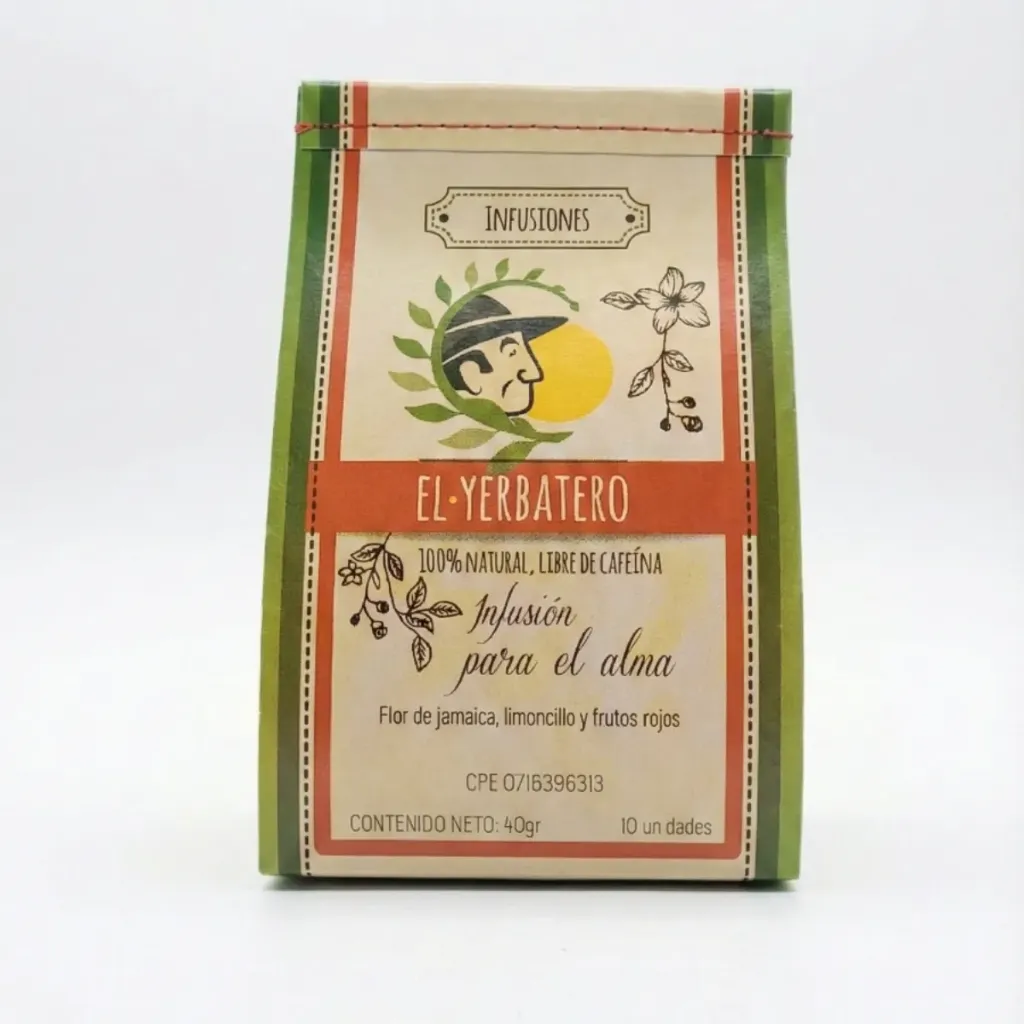 INFUSIONES
EL·YERBATERO
100% NATURAL, LIBRE DE CAFEÍNA
Infusión
para el alma
Flor de jamaica, limoncillo y frutos rojos
CPE 0716396313
CONTENIDO NETO: 40gr
10 un dades